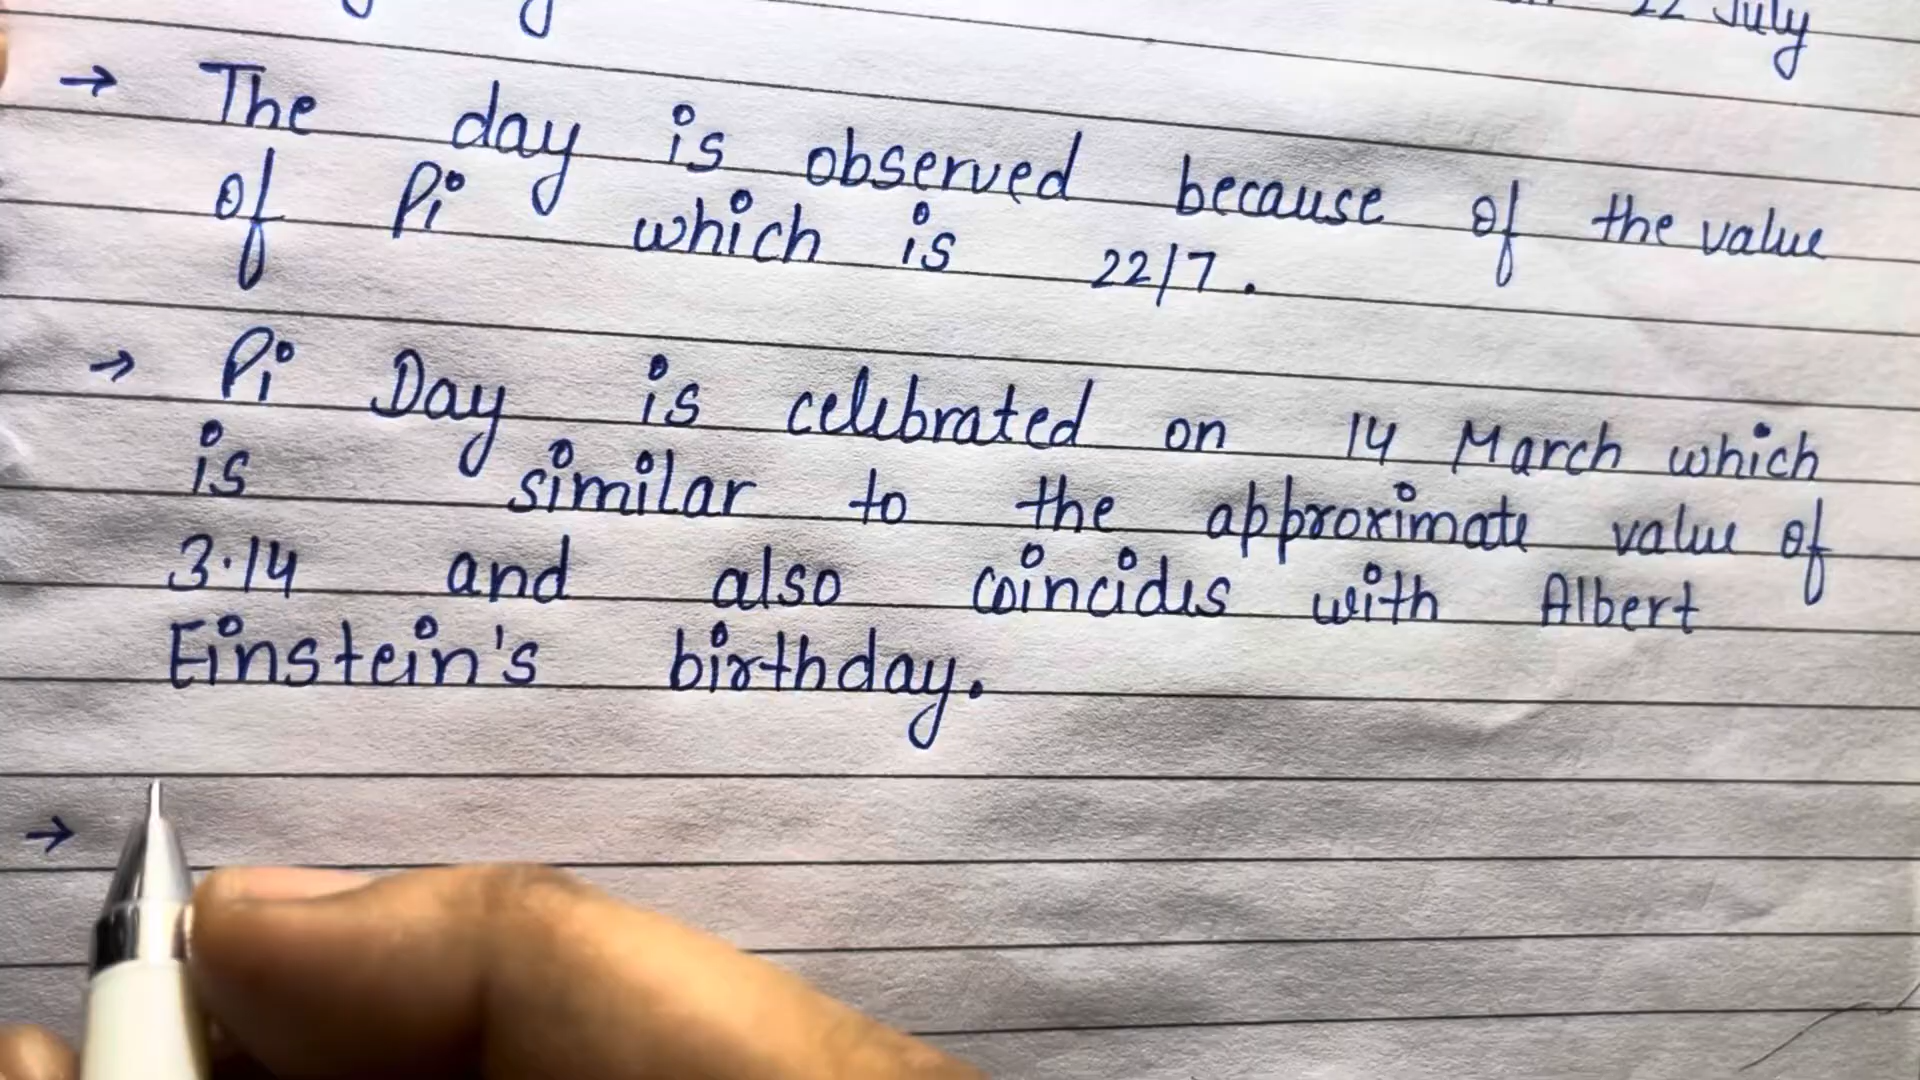 22 July
→ The day is observed because of the value
of Pi which is 22/7.
→ Pi Day is celebrated on 14 March which
is similar to the approximate value of
3.14 and also coincides with Albert
Einstein's birthday.
→